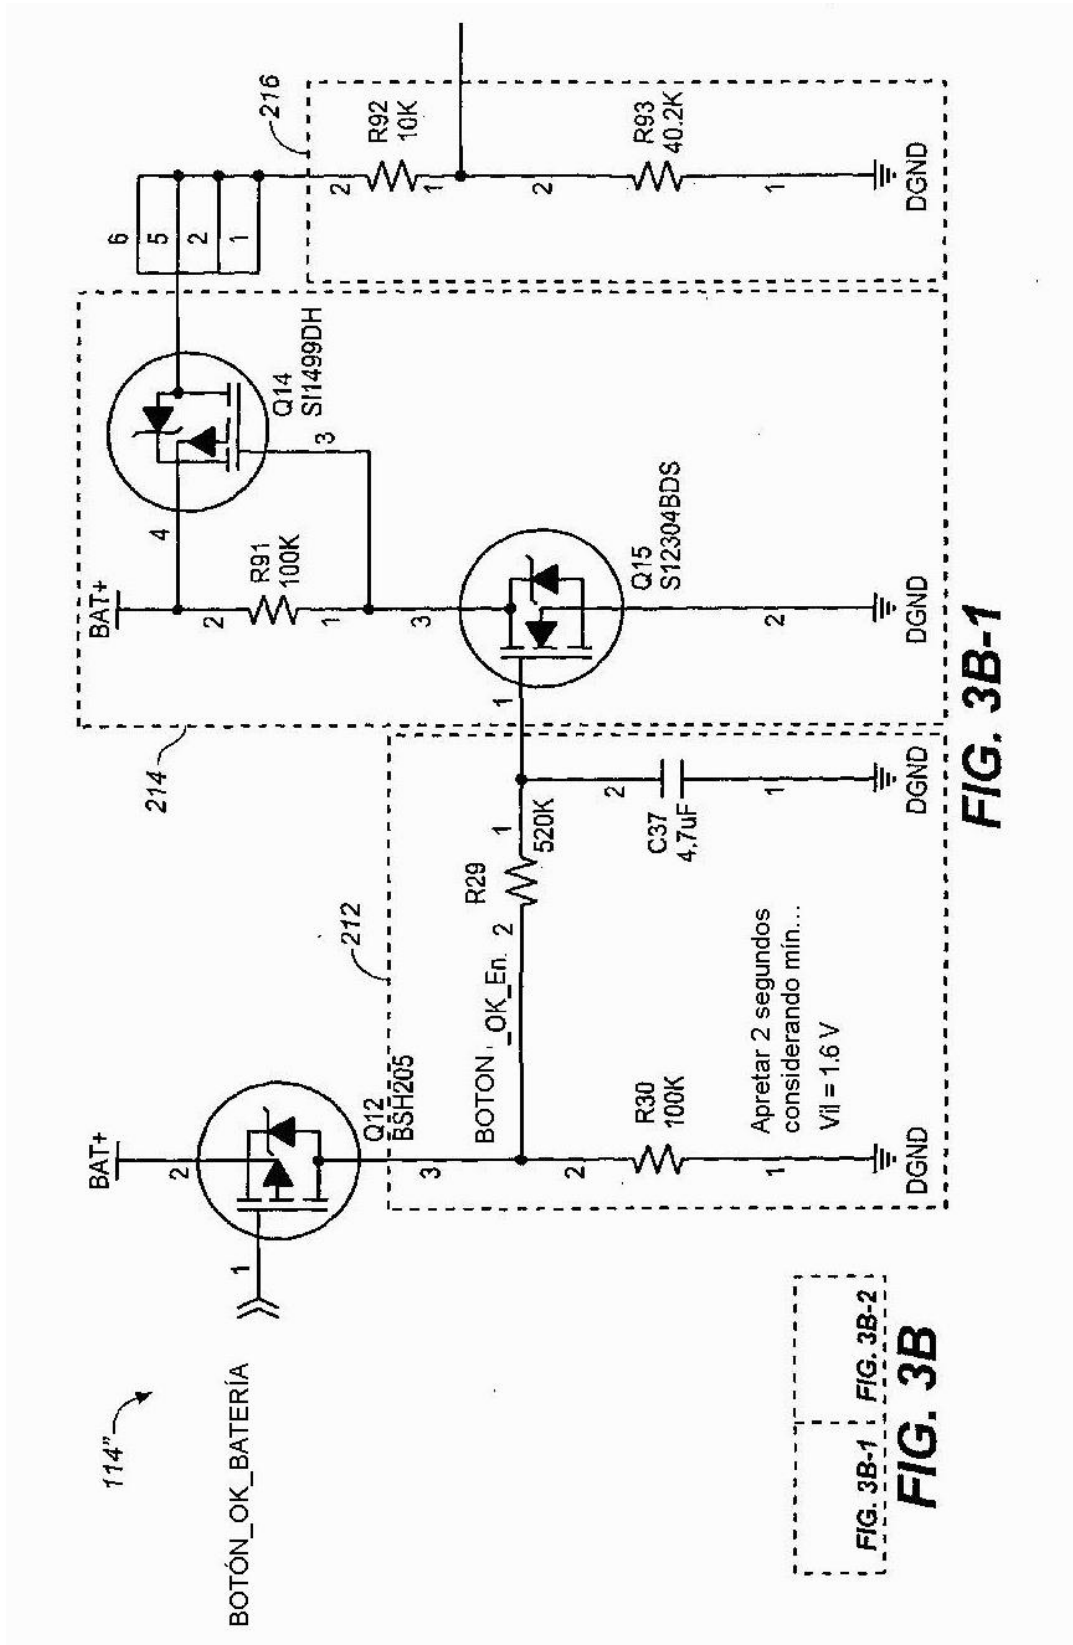 114"
BOTÓN_OK_BATERÍA
1
BAT+
2
Q12
BSH205
3
212
BOTON
_OK_En.
2
R29
1
520K
2
R30
100K
1
DGND
Apretar 2 segundos
considerando mín...
Vil = 1.6 V
2
C37
4.7uF
1
DGND
214
BAT+
4
2
R91
100K
1
3
Q14
SI1499DH
3
1
Q15
S12304BDS
2
DGND
6
5
2
1
216
2
R92
10K
1
2
R93
40.2K
1
DGND
FIG. 3B-1
FIG. 3B-1
FIG. 3B-2
FIG. 3B